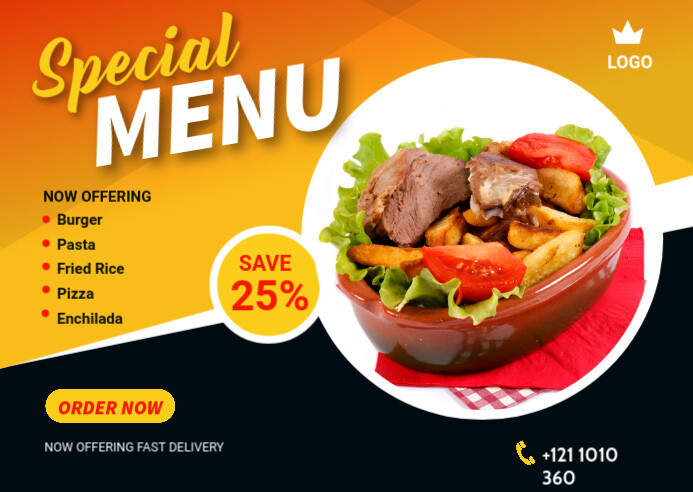 Special
MENU
LOGO
NOW OFFERING
Burger
Pasta
Fried Rice
Pizza
Enchilada
SAVE
25%
ORDER NOW
NOW OFFERING FAST DELIVERY
+121 1010
360